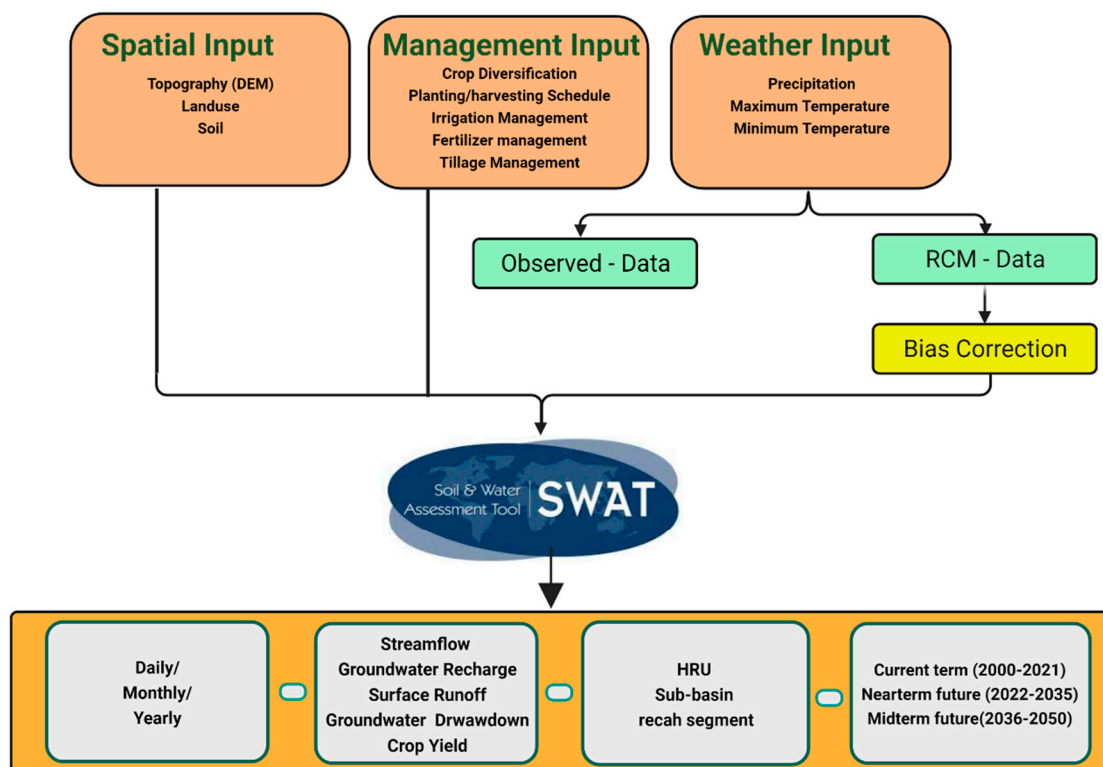 Spatial Input
Topography (DEM)
Landuse
Soil
Management Input
Crop Diversification
Planting/harvesting Schedule
Irrigation Management
Fertilizer management
Tillage Management
Weather Input
Precipitation
Maximum Temperature
Minimum Temperature
Observed - Data
RCM - Data
Bias Correction
Soil & Water
Assessment Tool
SWAT
Daily/
Monthly/
Yearly
Streamflow
Groundwater Recharge
Surface Runoff
Groundwater Drwawdown
Crop Yield
HRU
Sub-basin
recah segment
Current term (2000-2021)
Nearterm future (2022-2035)
Midterm future(2036-2050)